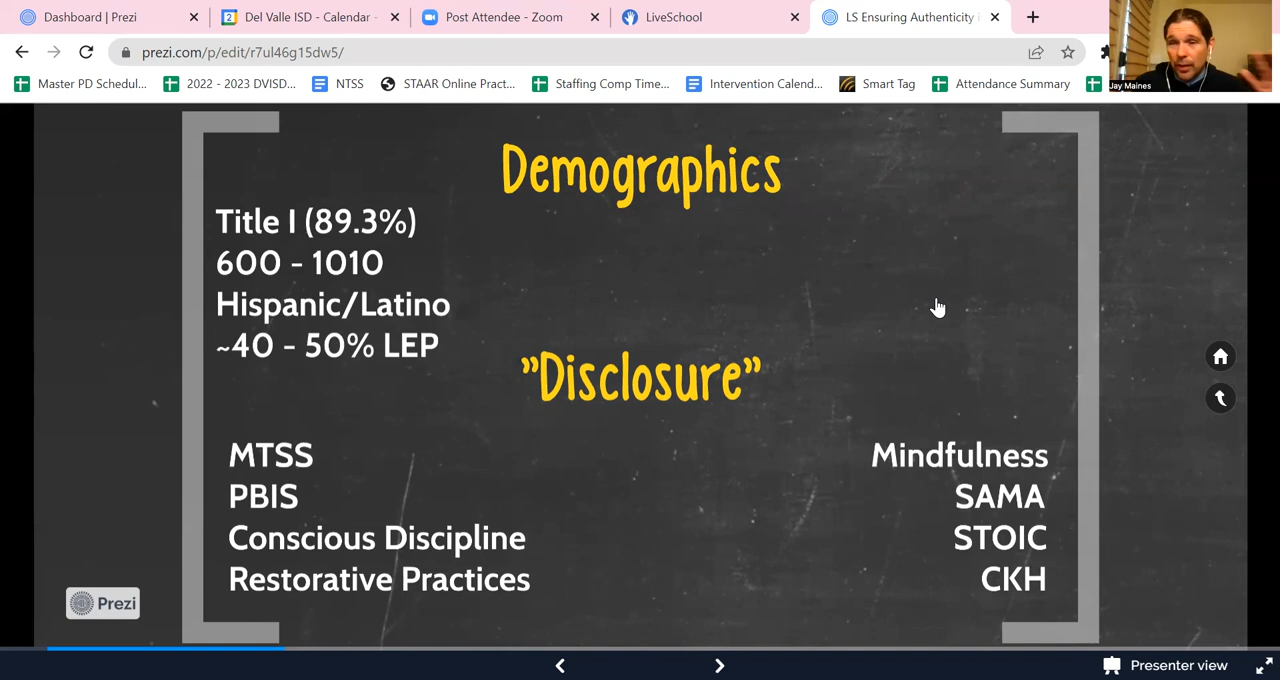 Dashboard | Prezi
Del Valle ISD - Calendar -
Post Attendee - Zoom
LiveSchool
LS Ensuring Authenticity i
prezi.com/p/edit/r7ul46g15dw5/
Master PD Schedul...
2022 - 2023 DVISD...
NTSS
STAAR Online Pract...
Staffing Comp Time...
Intervention Calend...
Smart Tag
Attendance Summary
Jay Maines
Demographics
Title I (89.3%)
600 - 1010
Hispanic/Latino
~40 - 50% LEP
"Disclosure"
MTSS
PBIS
Conscious Discipline
Restorative Practices
Mindfulness
SAMA
STOIC
CKH
Prezi
Presenter view